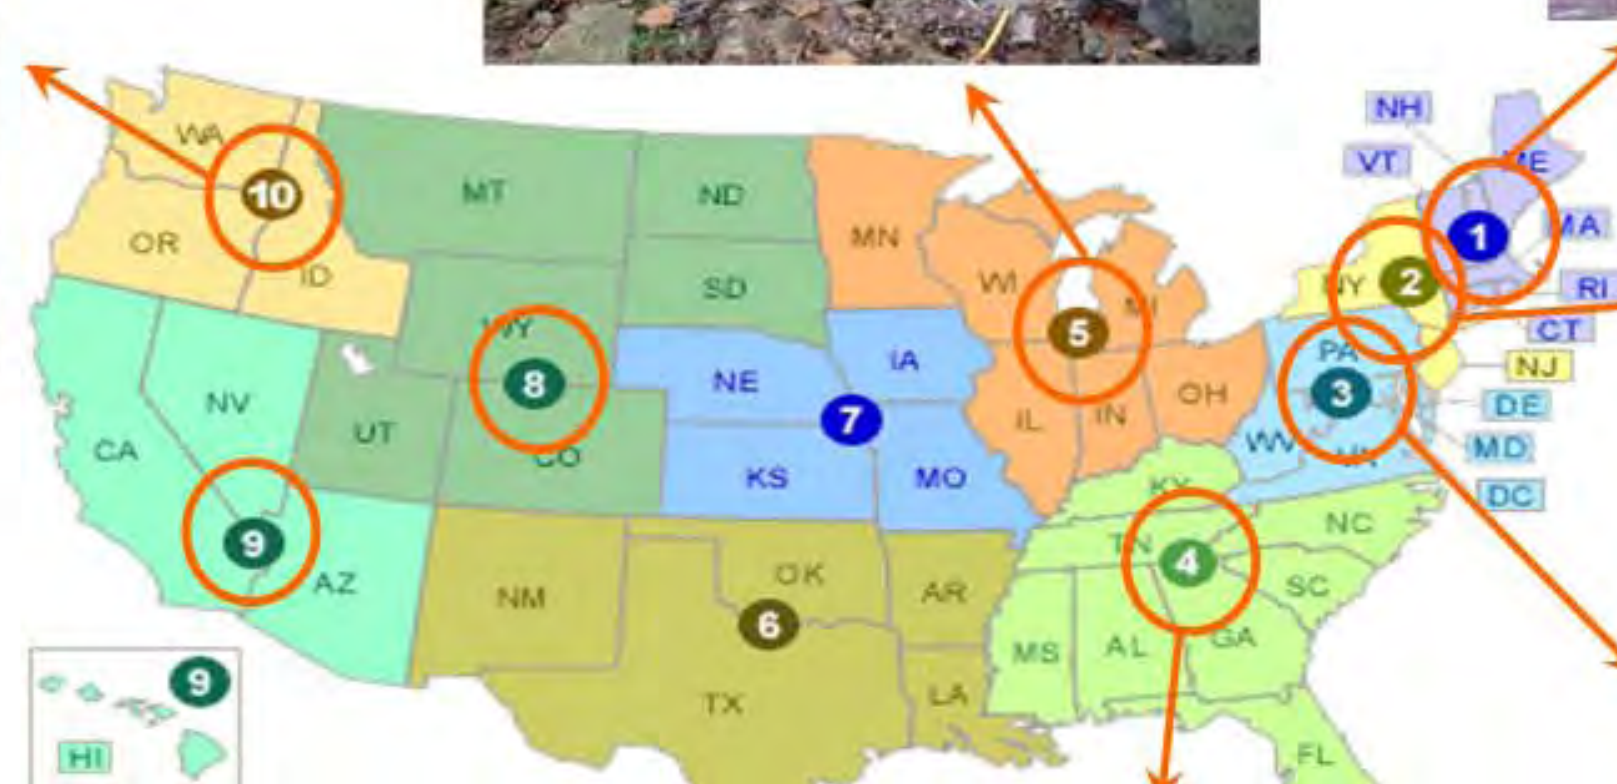 NH
WA
VT
ME
10
MT
ND
OR
MN
1
MA
ID
WI
NY
2
RI
SD
MI
WY
5
CT
IA
PA
NJ
8
NE
3
NV
OH
DE
UT
7
IL
IN
CA
CO
WV
VA
MD
KS
MO
KY
DC
9
TN
NC
AZ
4
OK
SC
NM
AR
6
GA
MS
AL
9
TX
LA
HI
FL